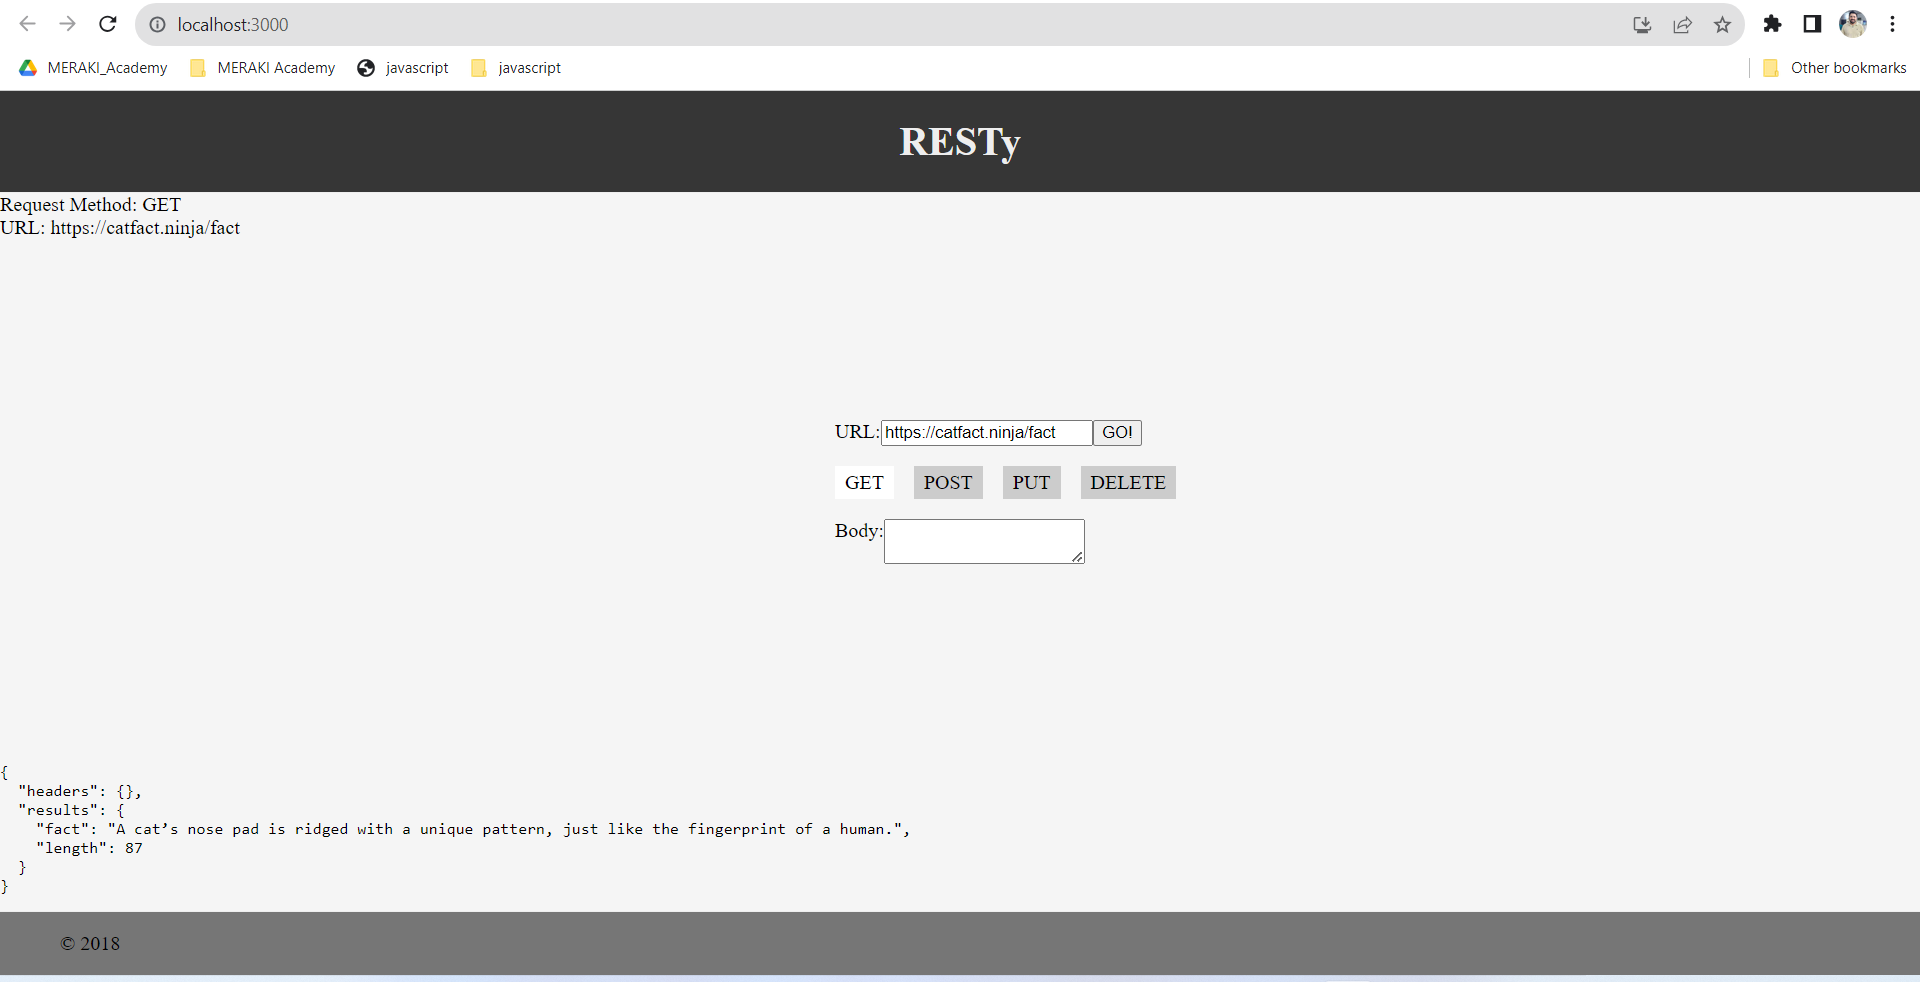 localhost:3000
MERAKI_Academy MERAKI Academy javascript javascript Other bookmarks
RESTy
Request Method: GET
URL: https://catfact.ninja/fact
URL: https://catfact.ninja/fact GO!
GET POST PUT DELETE
Body:
{
  "headers": {},
  "results": {
    "fact": "A cat’s nose pad is ridged with a unique pattern, just like the fingerprint of a human.",
    "length": 87
  }
}
© 2018